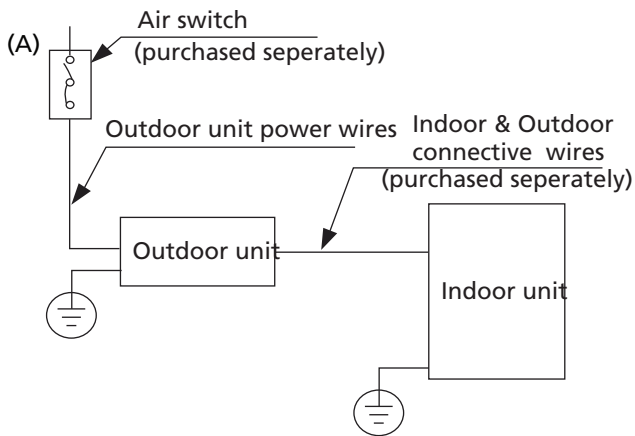 Air switch
(A)
(purchased seperately)
Outdoor unit power wires
Indoor & Outdoor
connective wires
(purchased seperately)
Outdoor unit
Indoor unit